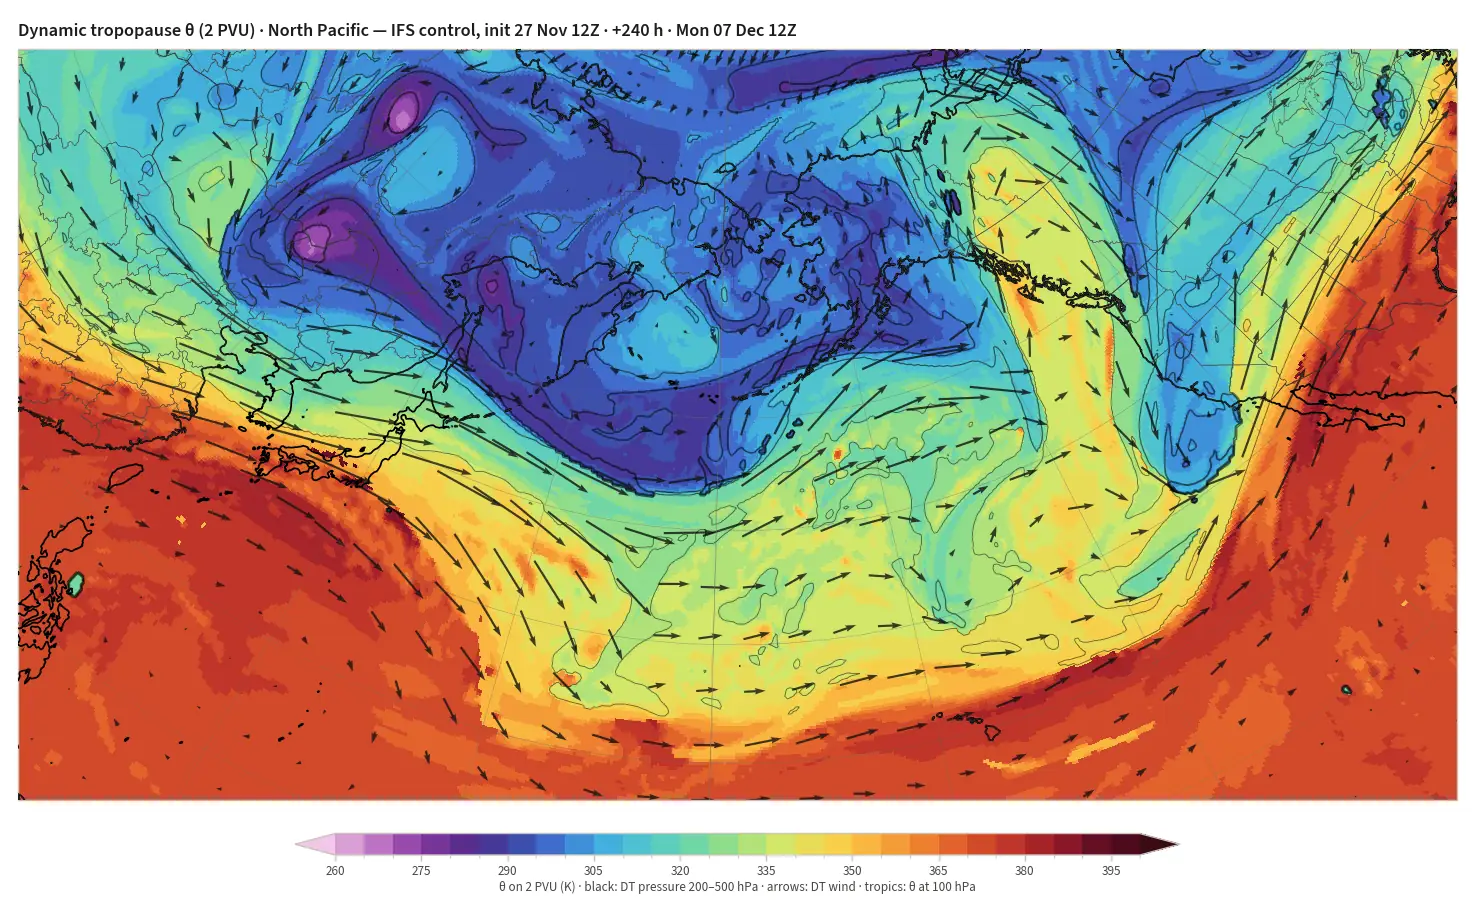 Dynamic tropopause θ (2 PVU) · North Pacific — IFS control, init 27 Nov 12Z · +240 h · Mon 07 Dec 12Z
260 275 290 305 320 335 350 365 380 395
θ on 2 PVU (K) · black: DT pressure 200–500 hPa · arrows: DT wind · tropics: θ at 100 hPa